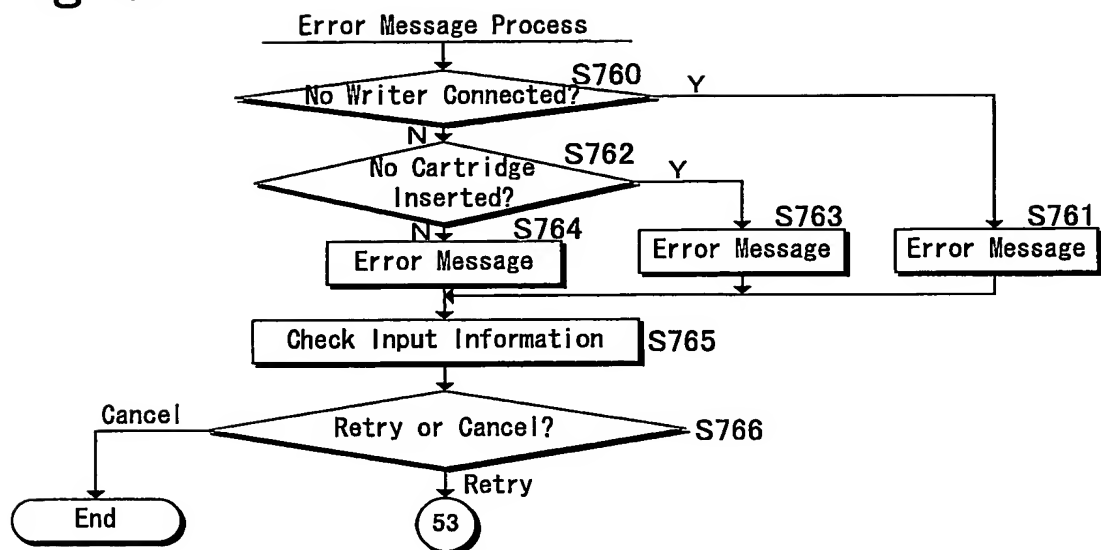 Error Message Process
S760
No Writer Connected?
Y
N
S762
No Cartridge
Inserted?
Y
N
S764
Error Message
S763
Error Message
S761
Error Message
Check Input Information
S765
Cancel
Retry or Cancel?
S766
Retry
End
53